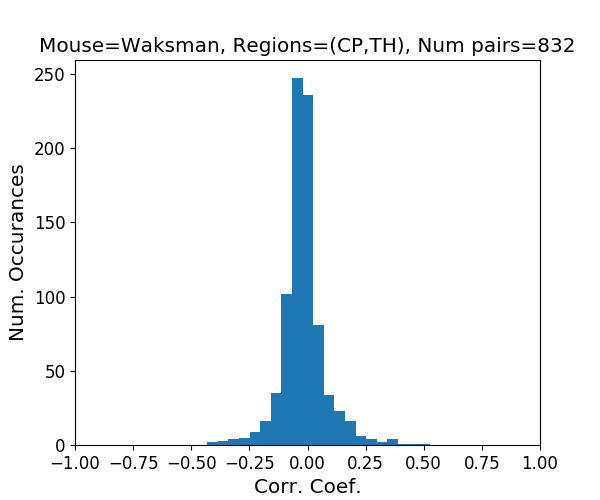 Mouse=Waksman, Regions=(CP,TH), Num pairs=832
250
200
150
100
50
0
Num. Occurances
−1.00 −0.75 −0.50 −0.25 0.00 0.25 0.50 0.75 1.00
Corr. Coef.